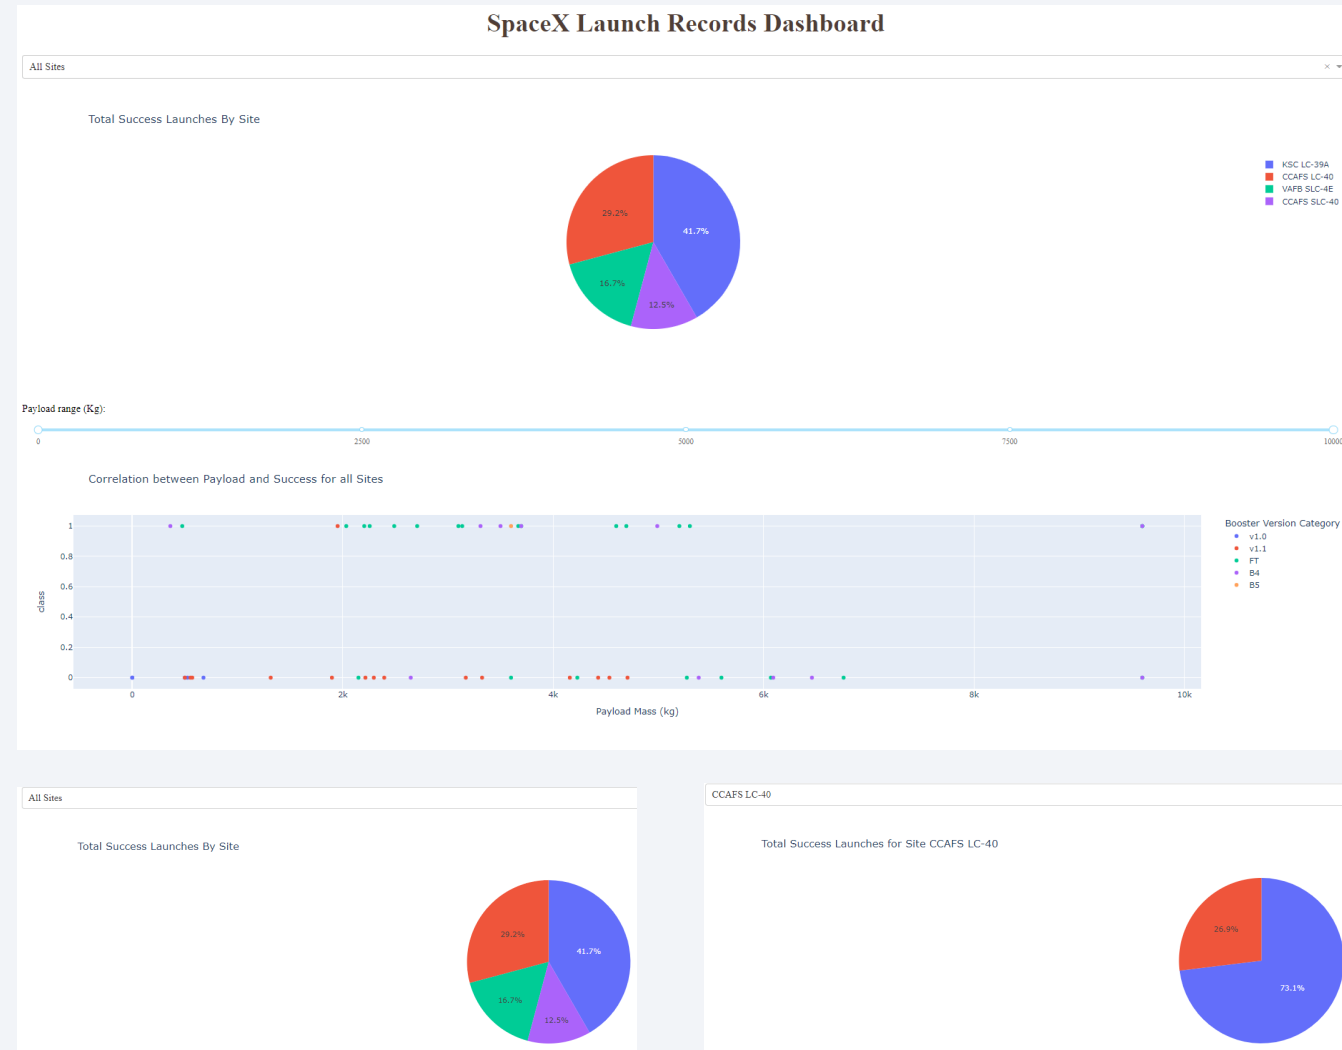 SpaceX Launch Records Dashboard
All Sites
×
Total Success Launches By Site
KSC LC-39A
CCAFS LC-40
VAFB SLC-4E
CCAFS SLC-40
29.2%
41.7%
16.7%
12.5%
Payload range (Kg):
0 2500 5000 7500 10000
Correlation between Payload and Success for all Sites
Booster Version Category
v1.0
v1.1
FT
B4
B5
class
1
0.8
0.6
0.4
0.2
0
0 2k 4k 6k 8k 10k
Payload Mass (kg)
All Sites
Total Success Launches By Site
29.2%
41.7%
16.7%
12.5%
CCAFS LC-40
Total Success Launches for Site CCAFS LC-40
26.9%
73.1%